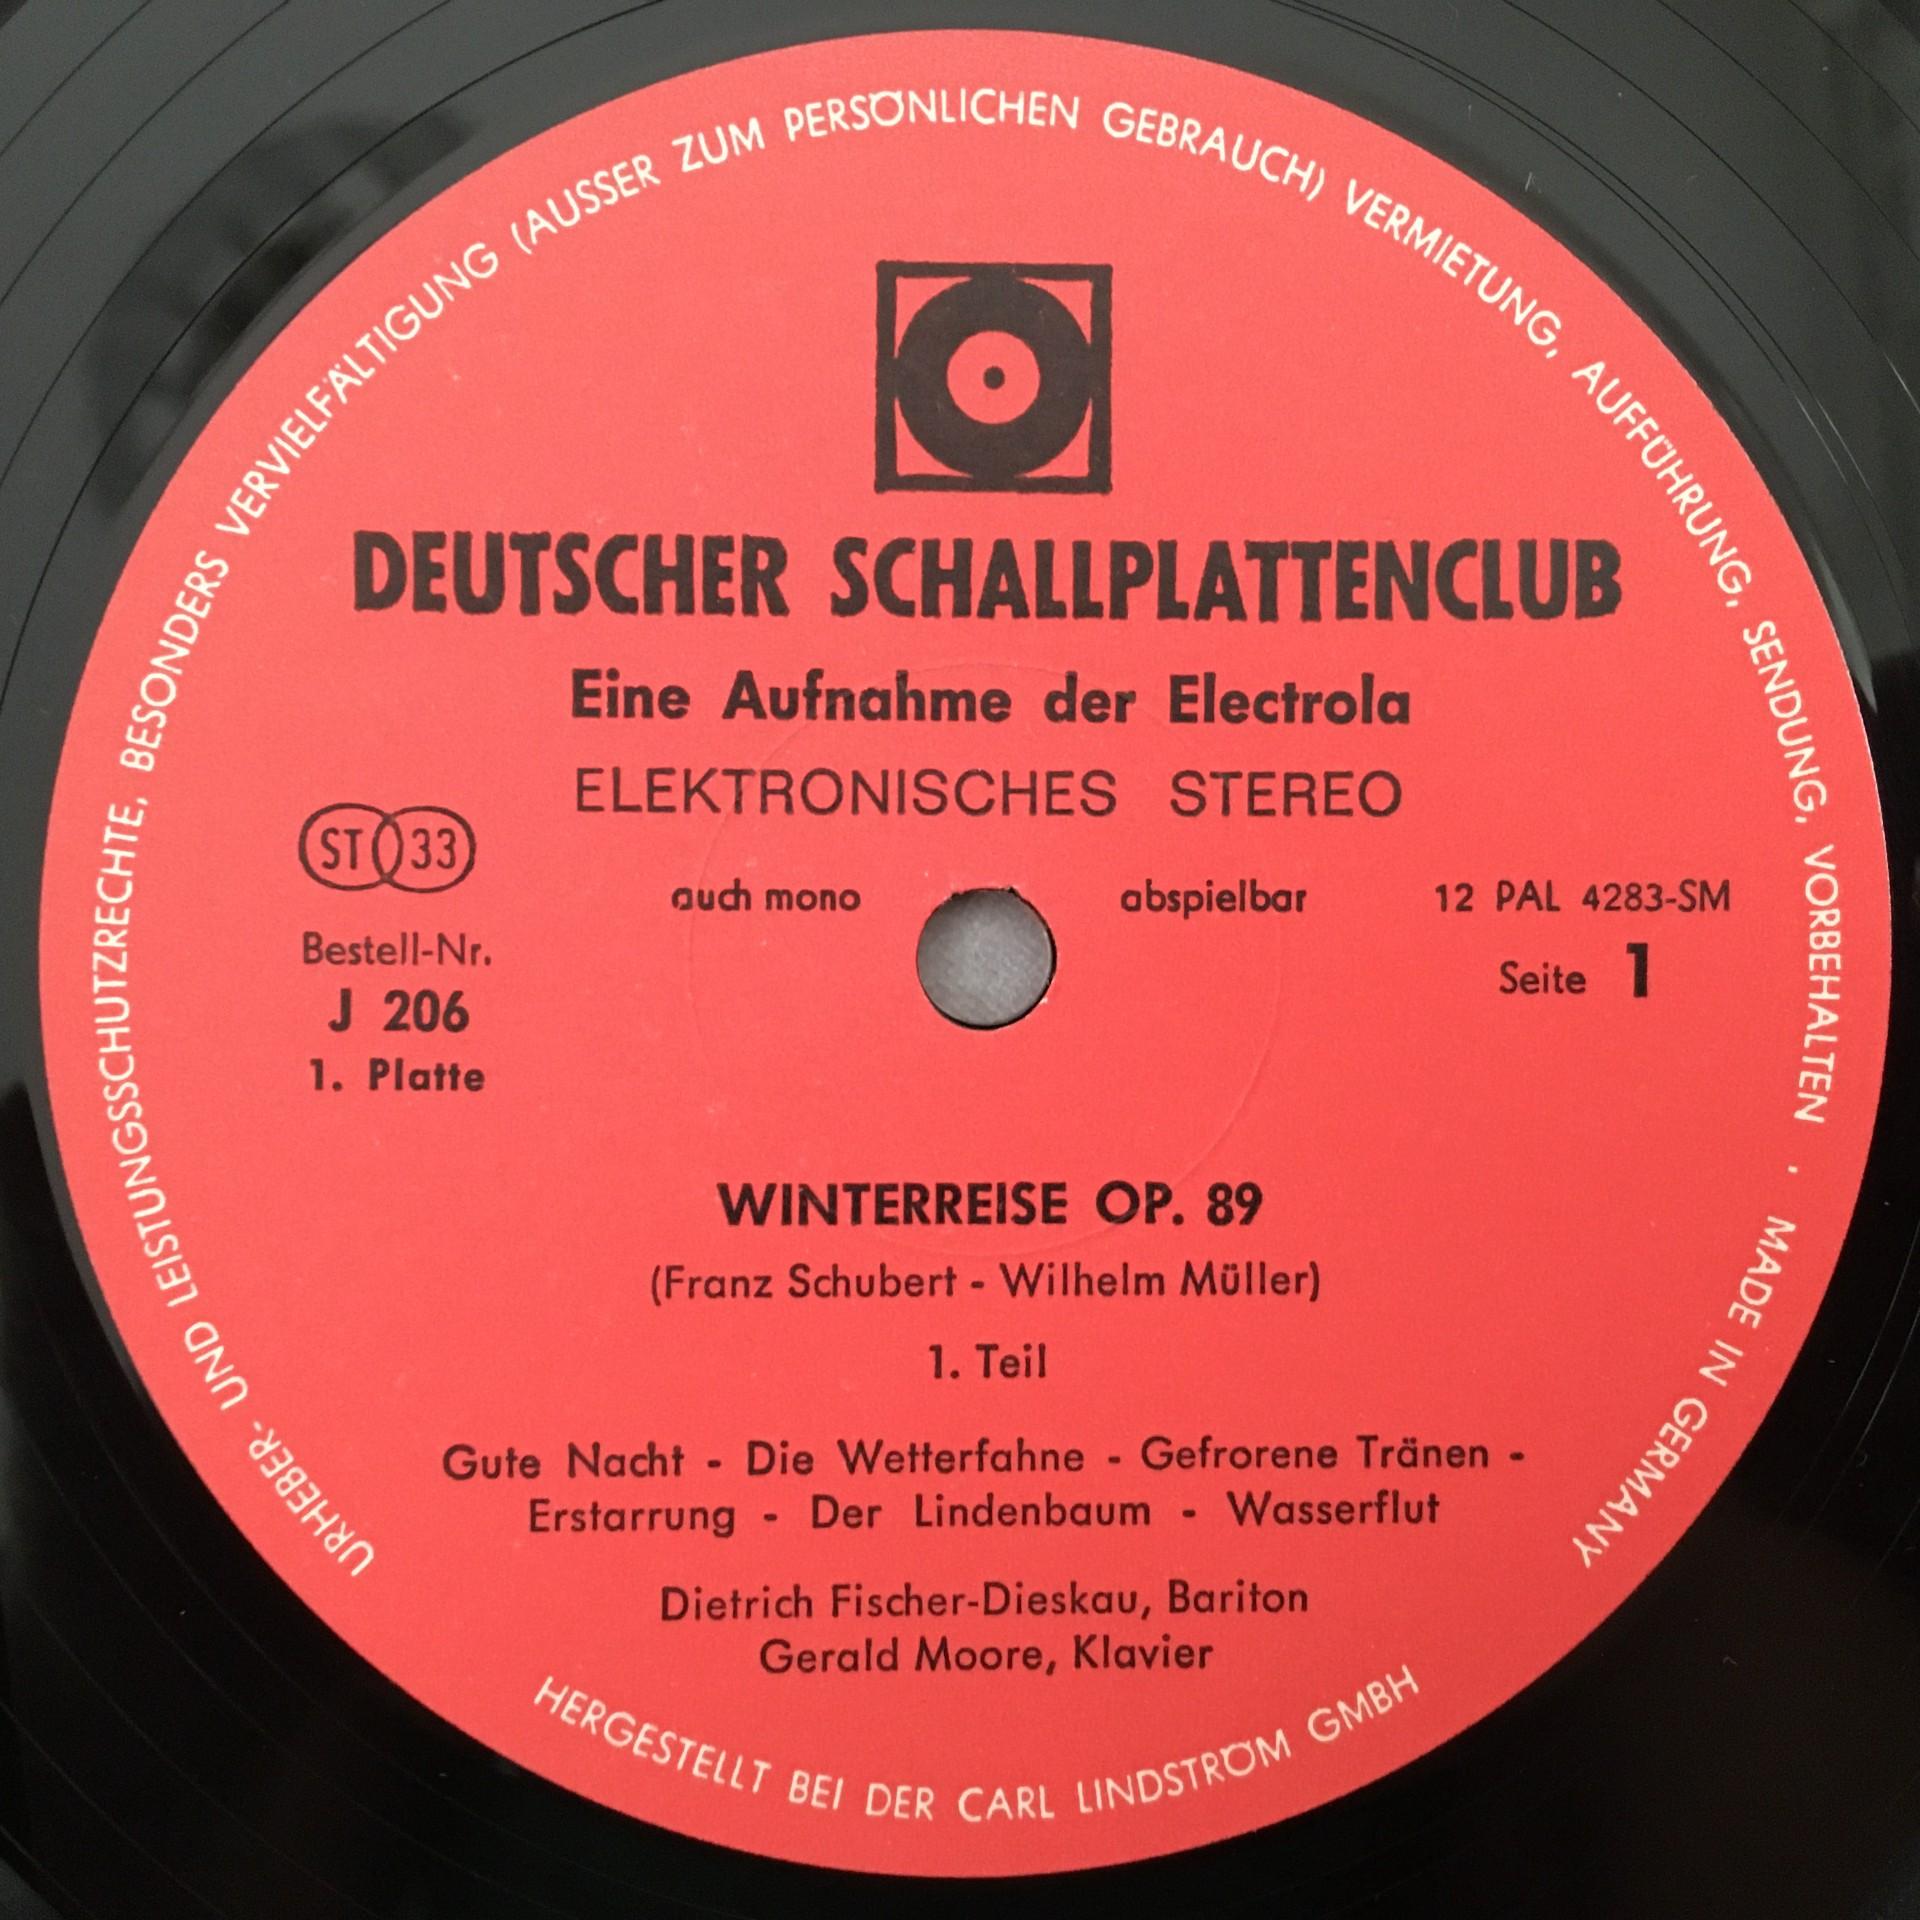 URHEBER- UND LEISTUNGSSCHUTZRECHTE, BESONDERS VERVIELFÄLTIGUNG (AUSSER ZUM PERSÖNLICHEN GEBRAUCH) VERMIETUNG, AUFFÜHRUNG, SENDUNG, VORBEHALTEN · MADE IN GERMANY
DEUTSCHER SCHALLPLATTENCLUB
Eine Aufnahme der Electrola
ELEKTRONISCHES STEREO
ST 33
auch mono abspielbar
12 PAL 4283-SM
Bestell-Nr.
J 206
1. Platte
Seite 1
WINTERREISE OP. 89
(Franz Schubert - Wilhelm Müller)
1. Teil
Gute Nacht - Die Wetterfahne - Gefrorene Tränen -
Erstarrung - Der Lindenbaum - Wasserflut
Dietrich Fischer-Dieskau, Bariton
Gerald Moore, Klavier
HERGESTELLT BEI DER CARL LINDSTRÖM GMBH